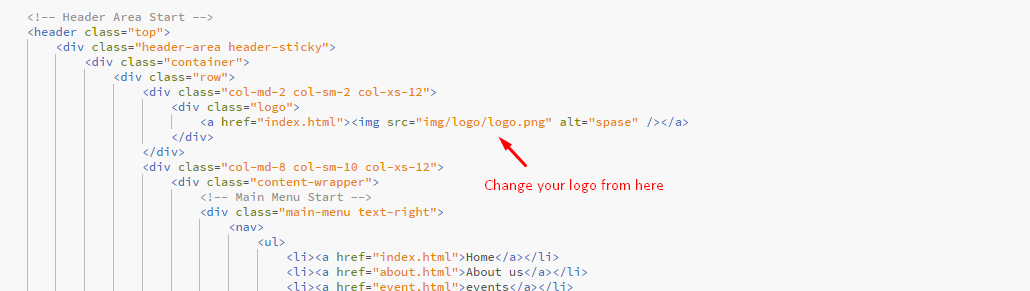 <!-- Header Area Start -->
<header class="top">
<div class="header-area header-sticky">
<div class="container">
<div class="row">
<div class="col-md-2 col-sm-2 col-xs-12">
<div class="logo">
<a href="index.html"><img src="img/logo/logo.png" alt="spase" /></a>
</div>
</div>
<div class="col-md-8 col-sm-10 col-xs-12">
Change your logo from here
<div class="content-wrapper">
<!-- Main Menu Start -->
<div class="main-menu text-right">
<nav>
<ul>
<li><a href="index.html">Home</a></li>
<li><a href="about.html">About us</a></li>
<li><a href="event.html">events</a></li>